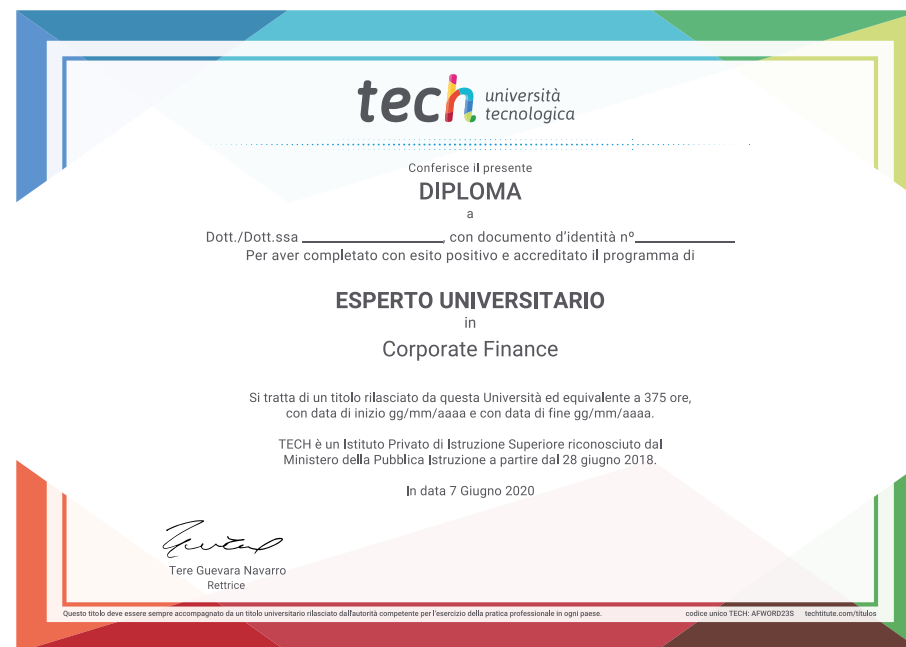 tech università
tecnologica
Conferisce il presente
DIPLOMA
a
Dott./Dott.ssa ____________________, con documento d'identità nº______________
Per aver completato con esito positivo e accreditato il programma di
ESPERTO UNIVERSITARIO
in
Corporate Finance
Si tratta di un titolo rilasciato da questa Università ed equivalente a 375 ore,
con data di inizio gg/mm/aaaa e con data di fine gg/mm/aaaa.
TECH è un Istituto Privato di Istruzione Superiore riconosciuto dal
Ministero della Pubblica Istruzione a partire dal 28 giugno 2018.
In data 7 Giugno 2020
Tere Guevara Navarro
Rettrice
Questo titolo deve essere sempre accompagnato da un titolo universitario rilasciato dall'autorità competente per l'esercizio della pratica professionale in ogni paese. codice unico TECH: AFWORD23S techtitute.com/títulos